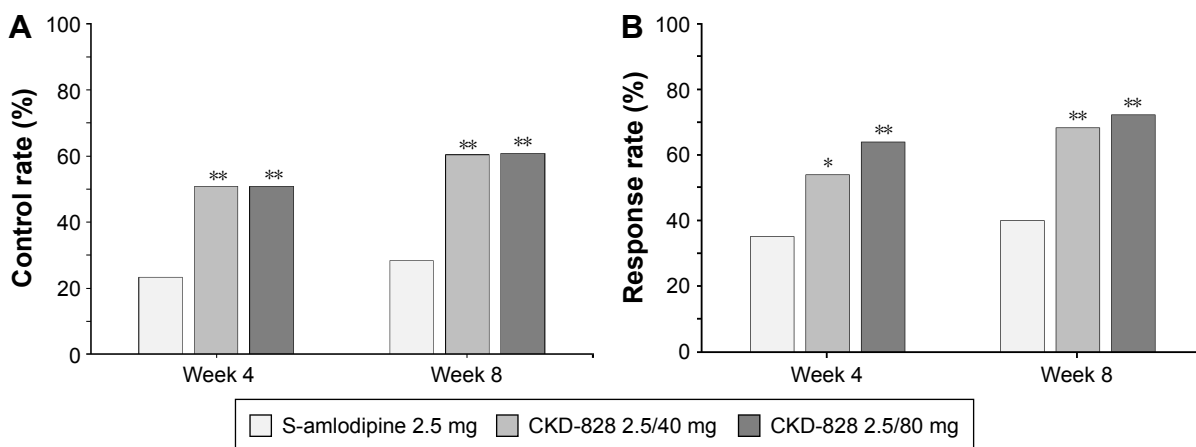 A
Control rate (%)
100
80
60
40
20
0
** **
** **
Week 4 Week 8
B
Response rate (%)
100
80
60
40
20
0
* **
** **
Week 4 Week 8
S-amlodipine 2.5 mg CKD-828 2.5/40 mg CKD-828 2.5/80 mg